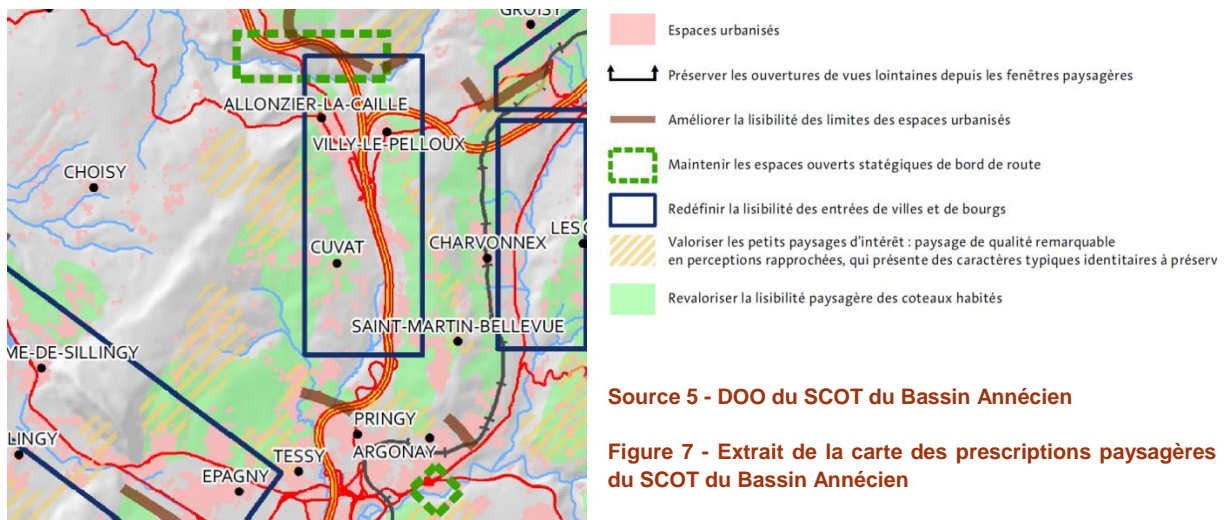 GROISY
ALLONZIER-LA-CAILLE
VILLY-LE-PELLOUX
CHOISY
CUVAT
CHARVONNEX
LES
SAINT-MARTIN-BELLEVUE
ME-DE-SILLINGY
PRINGY
LINGY
TESSY
ARGONAY
EPAGNY
Espaces urbanisés
Préserver les ouvertures de vues lointaines depuis les fenêtres paysagères
Améliorer la lisibilité des limites des espaces urbanisés
Maintenir les espaces ouverts statégiques de bord de route
Redéfinir la lisibilité des entrées de villes et de bourgs
Valoriser les petits paysages d'intérêt : paysage de qualité remarquable
en perceptions rapprochées, qui présente des caractères typiques identitaires à préserv
Revaloriser la lisibilité paysagère des coteaux habités
Source 5 - DOO du SCOT du Bassin Annécien
Figure 7 - Extrait de la carte des prescriptions paysagères
du SCOT du Bassin Annécien